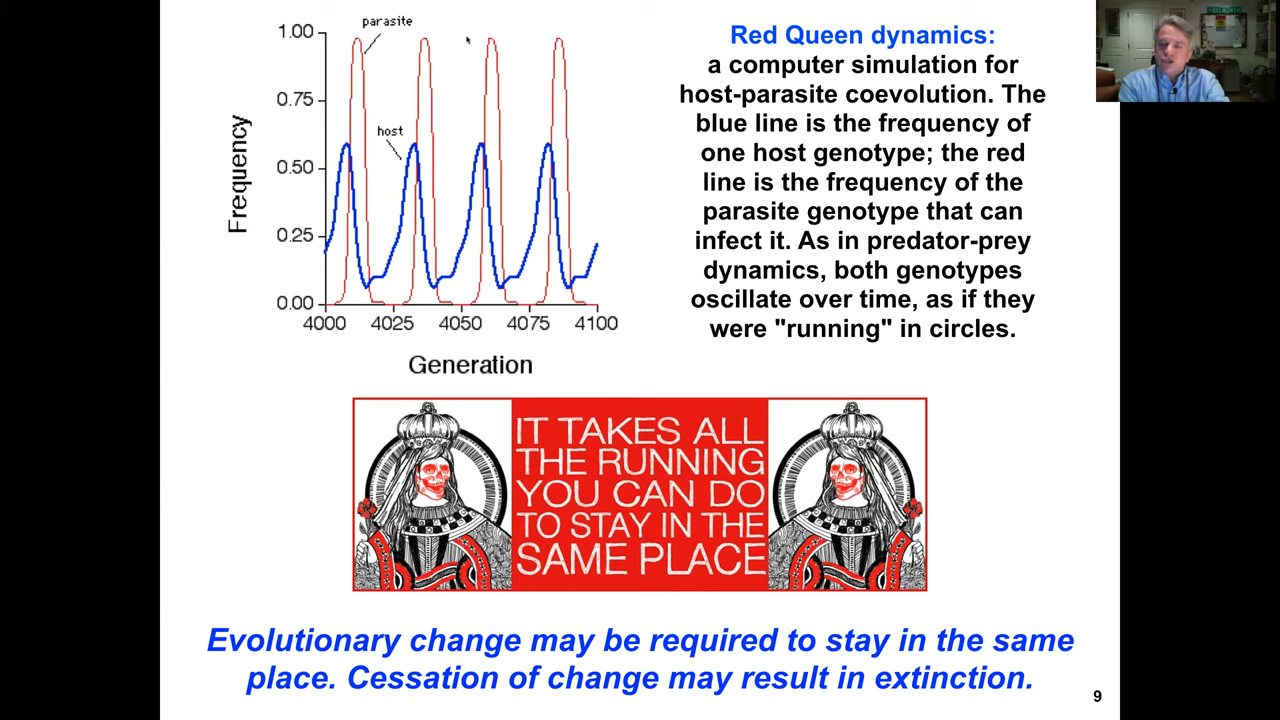 parasite
1.00
0.75
host
0.50
0.25
0.00
Frequency
4000 4025 4050 4075 4100
Generation
Red Queen dynamics:
a computer simulation for
host-parasite coevolution. The
blue line is the frequency of
one host genotype; the red
line is the frequency of the
parasite genotype that can
infect it. As in predator-prey
dynamics, both genotypes
oscillate over time, as if they
were "running" in circles.
IT TAKES ALL
THE RUNNING
YOU CAN DO
TO STAY IN THE
SAME PLACE
Evolutionary change may be required to stay in the same
place. Cessation of change may result in extinction.
9